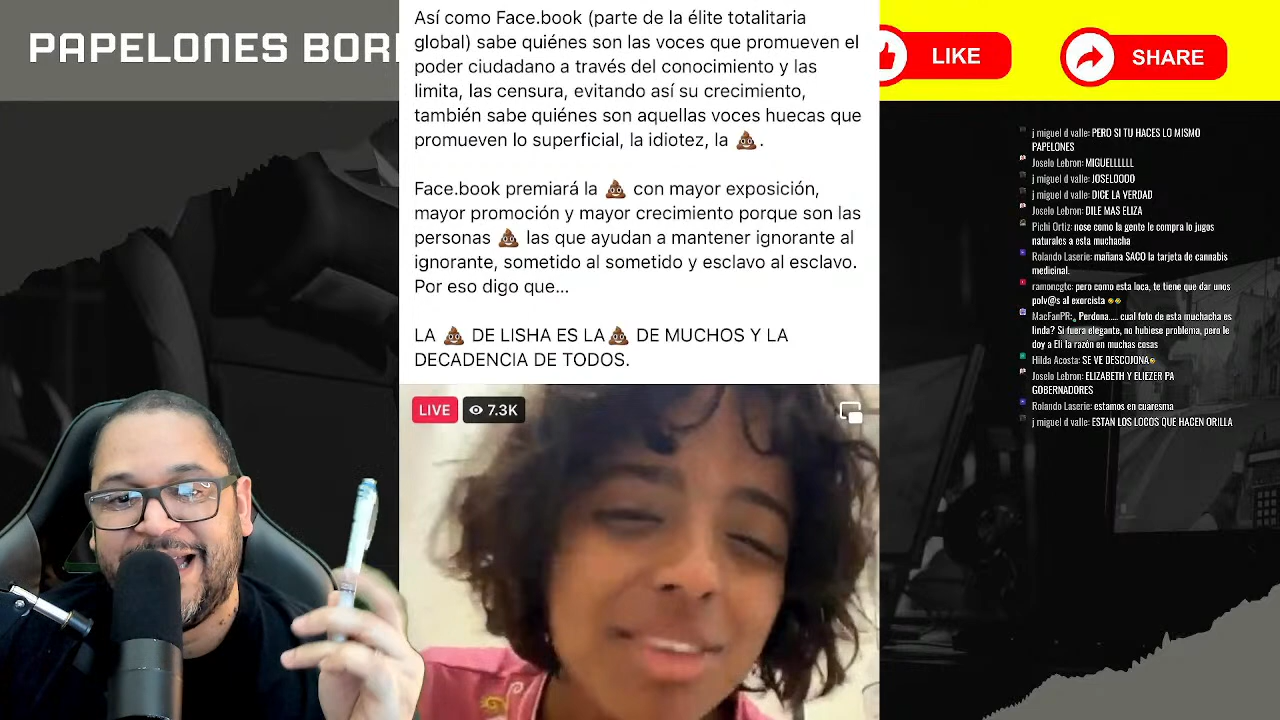 PAPELONES BORI
Así como Face.book (parte de la élite totalitaria
global) sabe quiénes son las voces que promueven el
poder ciudadano a través del conocimiento y las
limita, las censura, evitando así su crecimiento,
también sabe quiénes son aquellas voces huecas que
promueven lo superficial, la idiotez, la 💩.
Face.book premiará la 💩 con mayor exposición,
mayor promoción y mayor crecimiento porque son las
personas 💩 las que ayudan a mantener ignorante al
ignorante, sometido al sometido y esclavo al esclavo.
Por eso digo que...
LA 💩 DE LISHA ES LA💩 DE MUCHOS Y LA
DECADENCIA DE TODOS.
LIVE 7.3K
LIKE
SHARE
j miguel d valle: PERO SI TU HACES LO MISMO
PAPELONES
Joselo Lebron: MIGUELLLLLL
j miguel d valle: JOSELOOOO
j miguel d valle: DICE LA VERDAD
Joselo Lebron: DILE MAS ELIZA
Pichi Ortiz: nose como la gente le compra lo jugos
naturales a esta muchacha
Rolando Laserie: mañana SACO la tarjeta de cannabis
medicinal.
ramoncgtc: pero como esta loca, te tiene que dar unos
polv@s al exorcista 👀
MacFanPR: Perdona..... cual foto de esta muchacha es
linda? Si fuera elegante, no hubiese problema, pero le
doy a Eli la razón en muchas cosas
Hilda Acosta: SE VE DESCOJONA
Joselo Lebron: ELIZABETH Y ELIEZER PA
GOBERNADORES
Rolando Laserie: estamos en cuaresma
j miguel d valle: ESTAN LOS LOCOS QUE HACEN ORILLA